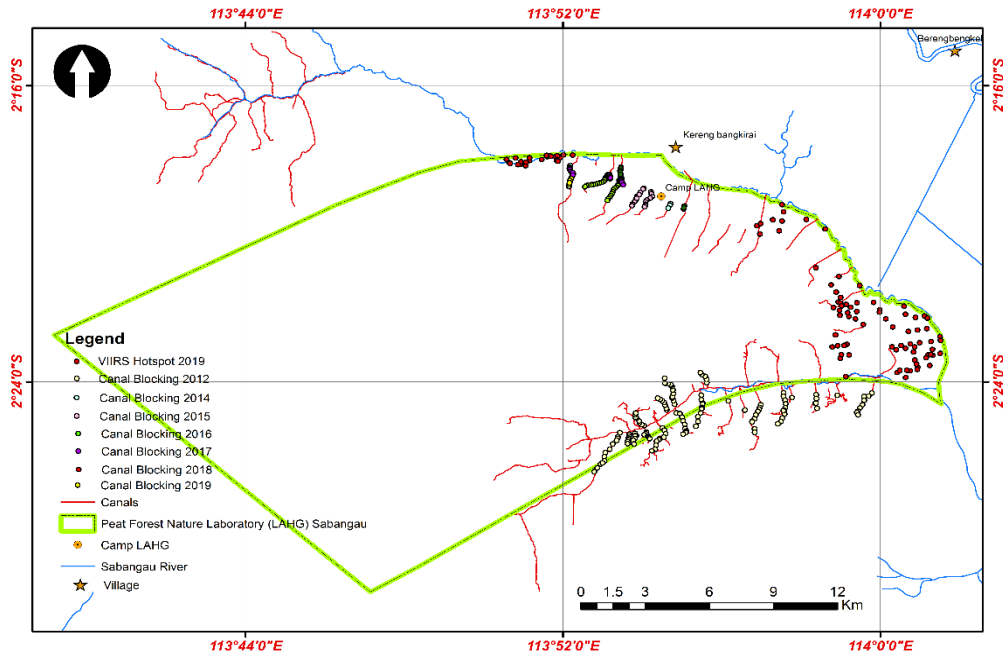 113°44'0"E 113°52'0"E 114°0'0"E
Berengbengkel
2°16'0"S 2°16'0"S
Kereng bangkirai
Camp LAHG
Legend
VIIRS Hotspot 2019
Canal Blocking 2012
Canal Blocking 2014
Canal Blocking 2015
Canal Blocking 2016
Canal Blocking 2017
Canal Blocking 2018
Canal Blocking 2019
Canals
Peat Forest Nature Laboratory (LAHG) Sabangau
Camp LAHG
Sabangau River
Village
2°24'0"S 2°24'0"S
0 1.5 3 6 9 12
Km
113°44'0"E 113°52'0"E 114°0'0"E